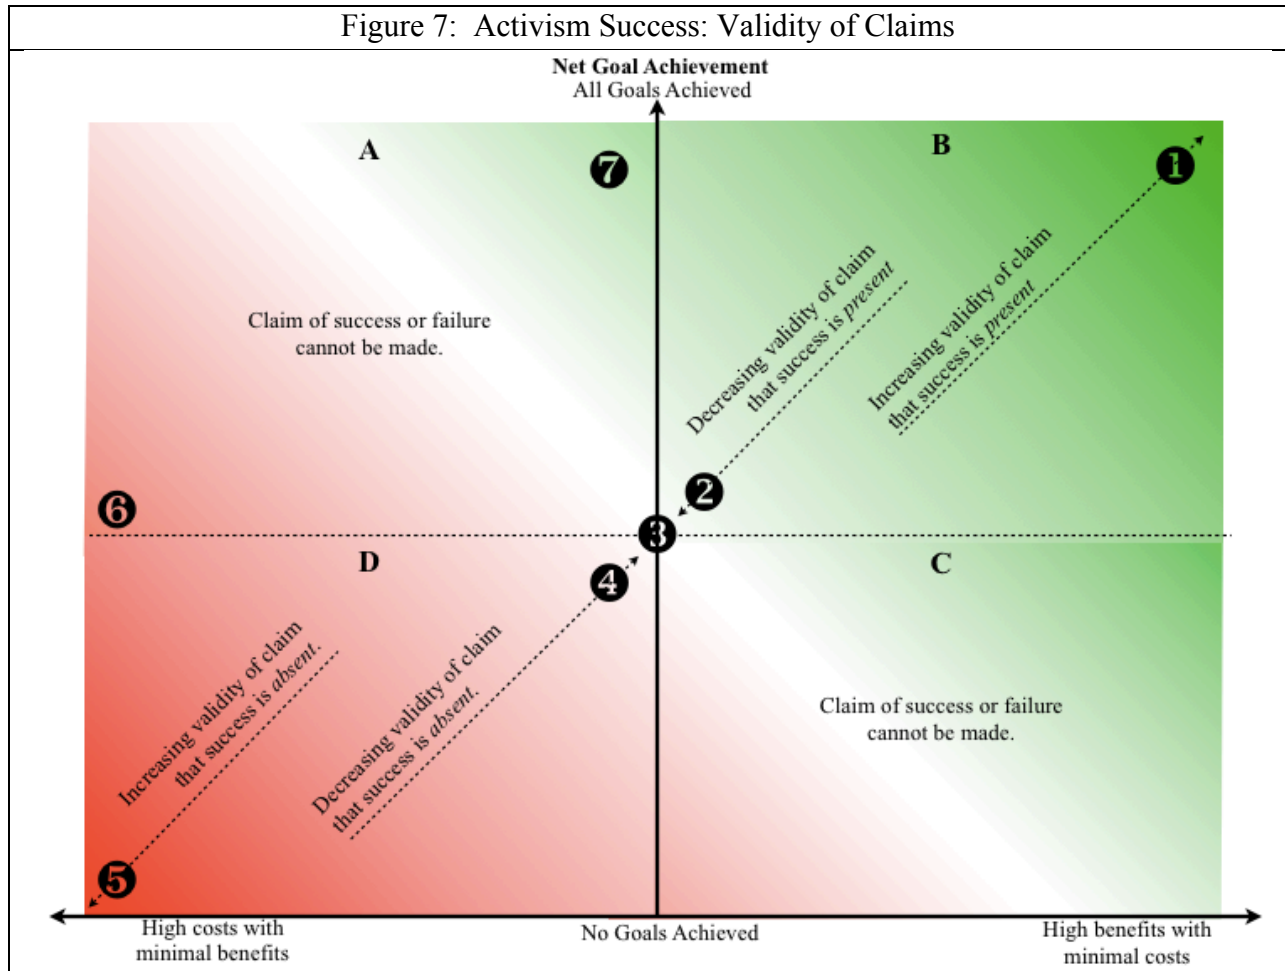 Figure 7: Activism Success: Validity of Claims
Net Goal Achievement
All Goals Achieved
A
B
7
1
Claim of success or failure
cannot be made.
Decreasing validity of claim
that success is present
Increasing validity of claim
that success is present
6
2
3
D
C
4
Increasing validity of claim
that success is absent.
Decreasing validity of claim
that success is absent.
Claim of success or failure
cannot be made.
5
High costs with
minimal benefits
No Goals Achieved
High benefits with
minimal costs